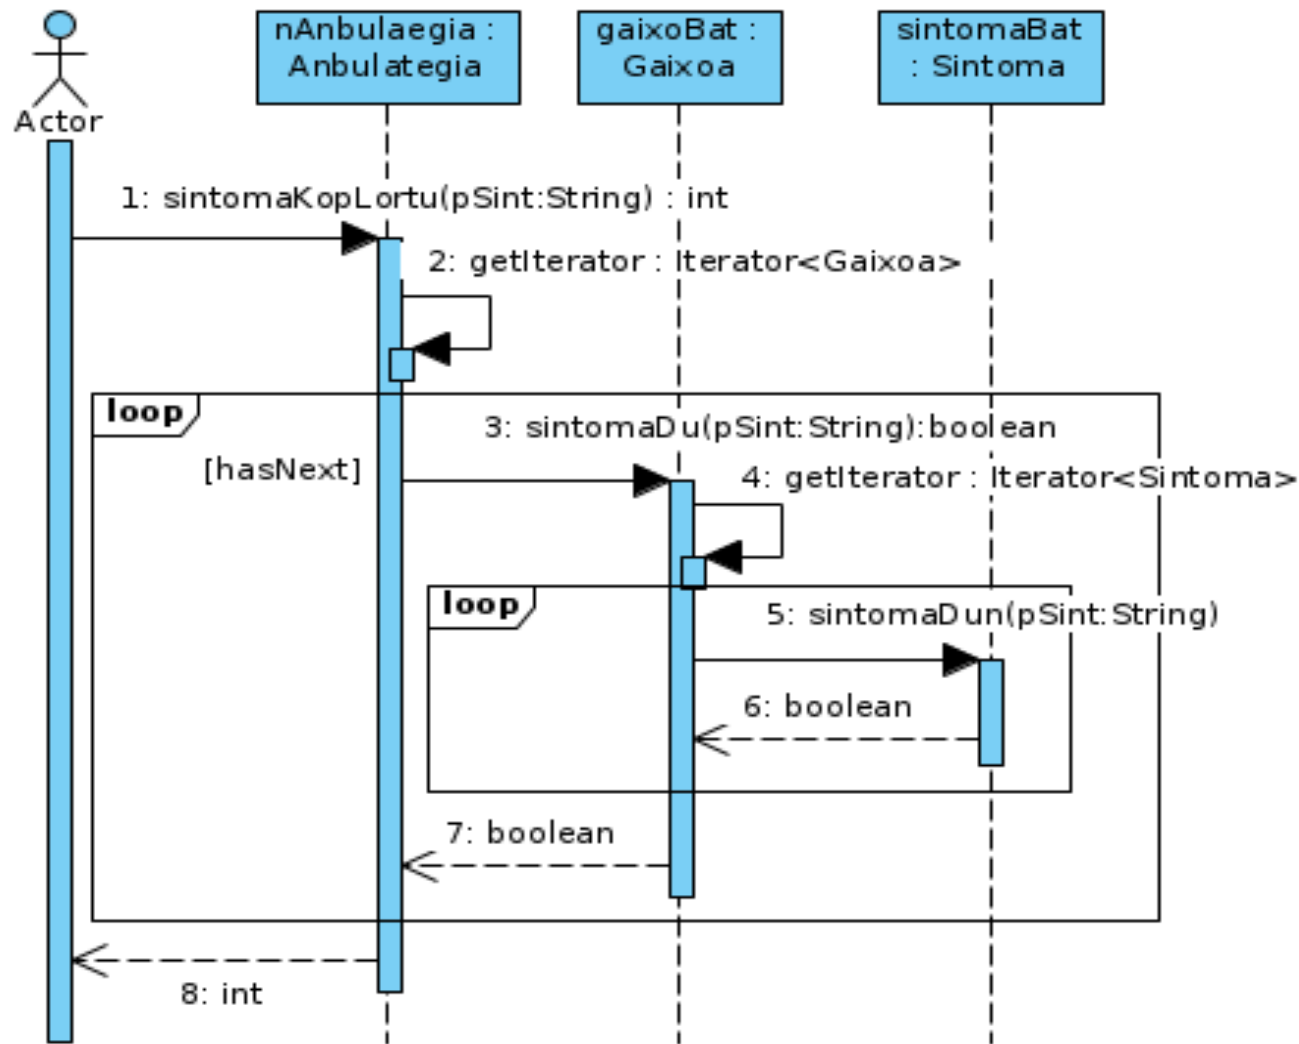 Actor
nAnbulaegia :
Anbulategia
gaixoBat :
Gaixoa
sintomaBat
: Sintoma
1: sintomaKopLortu(pSint:String) : int
2: getIterator : Iterator<Gaixoa>
loop
3: sintomaDu(pSint:String):boolean
[hasNext]
4: getIterator : Iterator<Sintoma>
loop
5: sintomaDun(pSint:String)
6: boolean
7: boolean
8: int